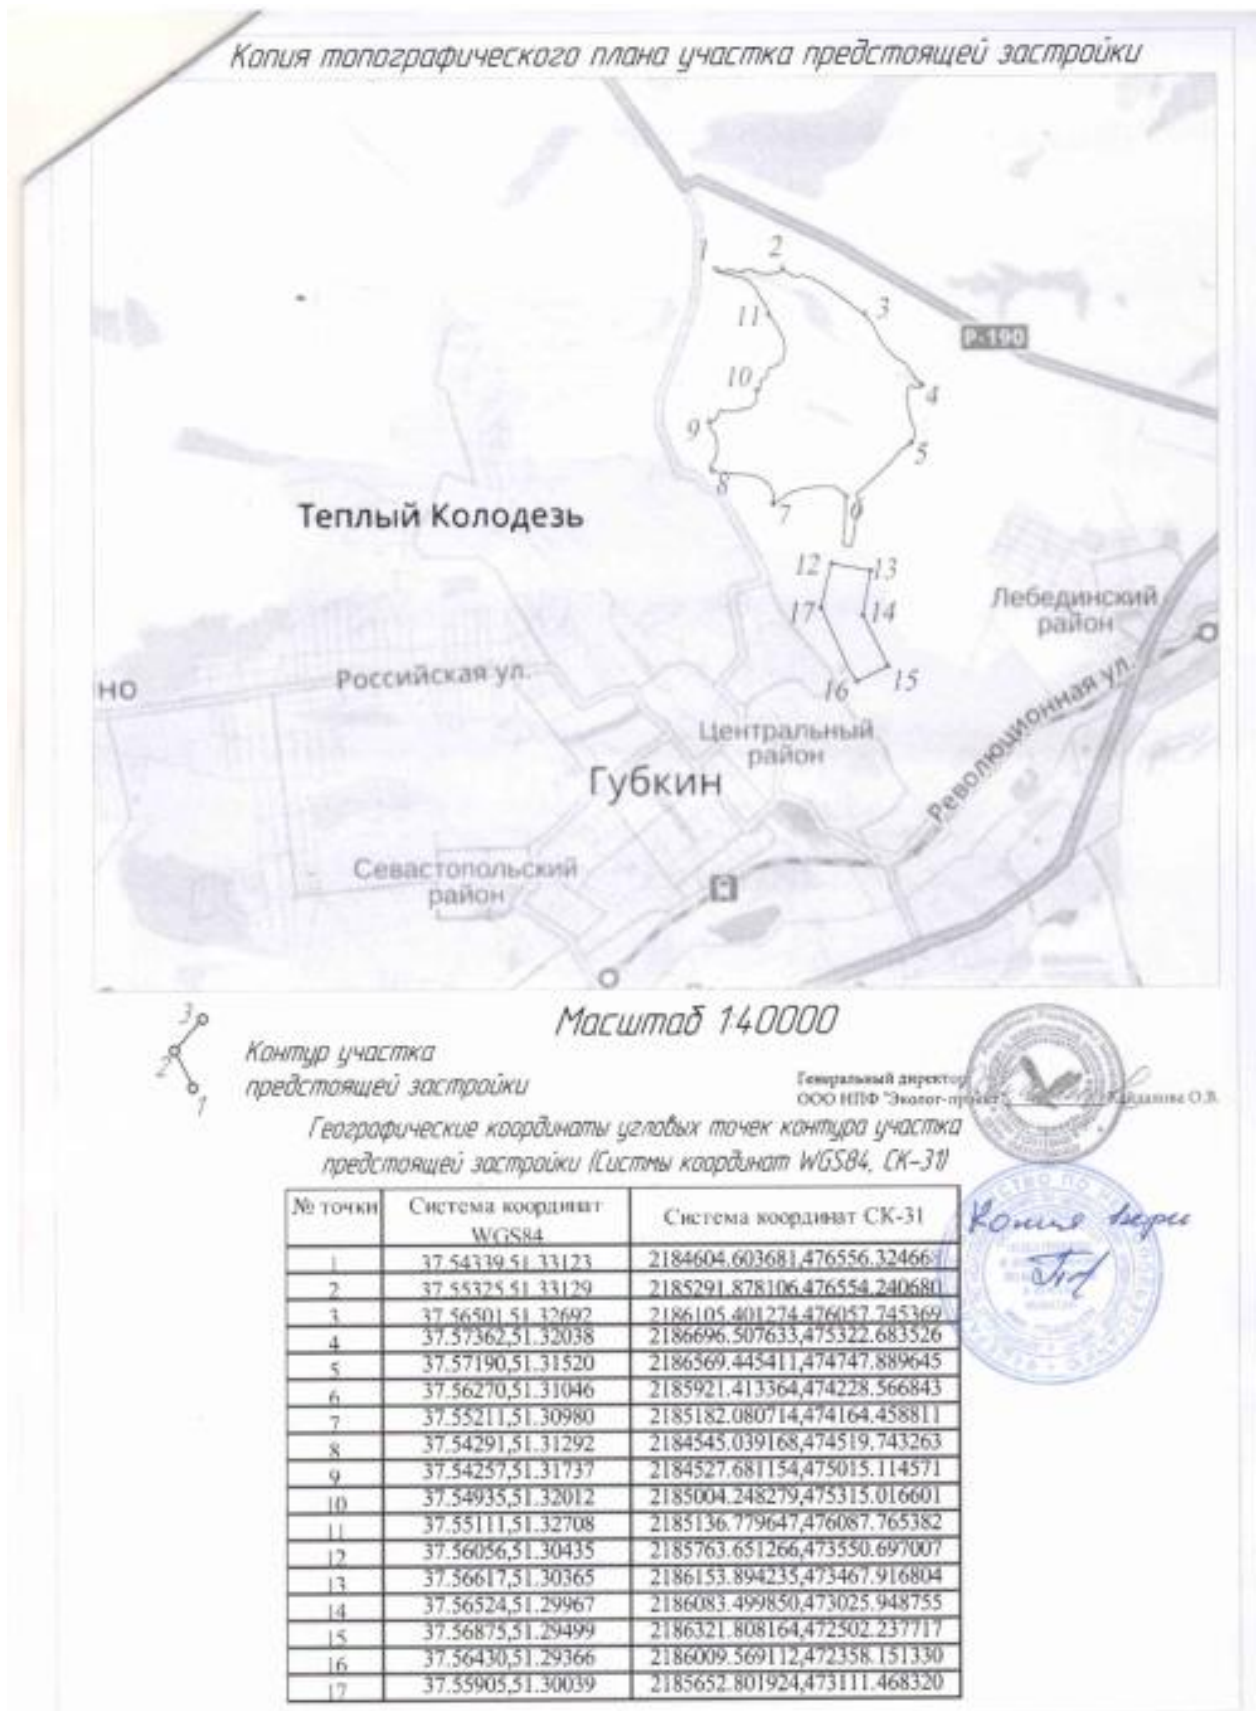 Копия топографического плана участка предстоящей застройки
1
2
3
Р-190
11
10
4
9
5
8
7
6
Теплый Колодезь
12
13
17
14
Лебединский
район
15
16
Российская ул.
но
Центральный
район
Революционная ул.
Губкин
Севастопольский
район
Масштаб 1:40000
3
2
1
Контур участка
предстоящей застройки
Генеральный директор
ООО НПФ "Эколог-проект"
О.В.
Географические координаты угловых точек контура участка
предстоящей застройки (Систмы координат WGS84, СК-31)
№ точки Система координат WGS84 Система координат СК-31
1 37.54339,51.33123 2184604.603681,476556.324668
2 37.55325,51.33129 2185291.878106,476554.240680
3 37.56501,51.32692 2186105.401274,476057.745369
4 37.57362,51.32038 2186696.507633,475322.683526
5 37.57190,51.31520 2186569.445411,474747.889645
6 37.56270,51.31046 2185921.413364,474228.566843
7 37.55211,51.30980 2185182.080714,474164.458811
8 37.54291,51.31292 2184545.039168,474519.743263
9 37.54257,51.31737 2184527.681154,475015.114571
10 37.54935,51.32012 2185004.248279,475315.016601
11 37.55111,51.32708 2185136.779647,476087.765382
12 37.56056,51.30435 2185763.651266,473550.697007
13 37.56617,51.30365 2186153.894235,473467.916804
14 37.56524,51.29967 2186083.499850,473025.948755
15 37.56875,51.29499 2186321.808164,472502.237717
16 37.56430,51.29366 2186009.569112,472358.151330
17 37.55905,51.30039 2185652.801924,473111.468320
Копия верна